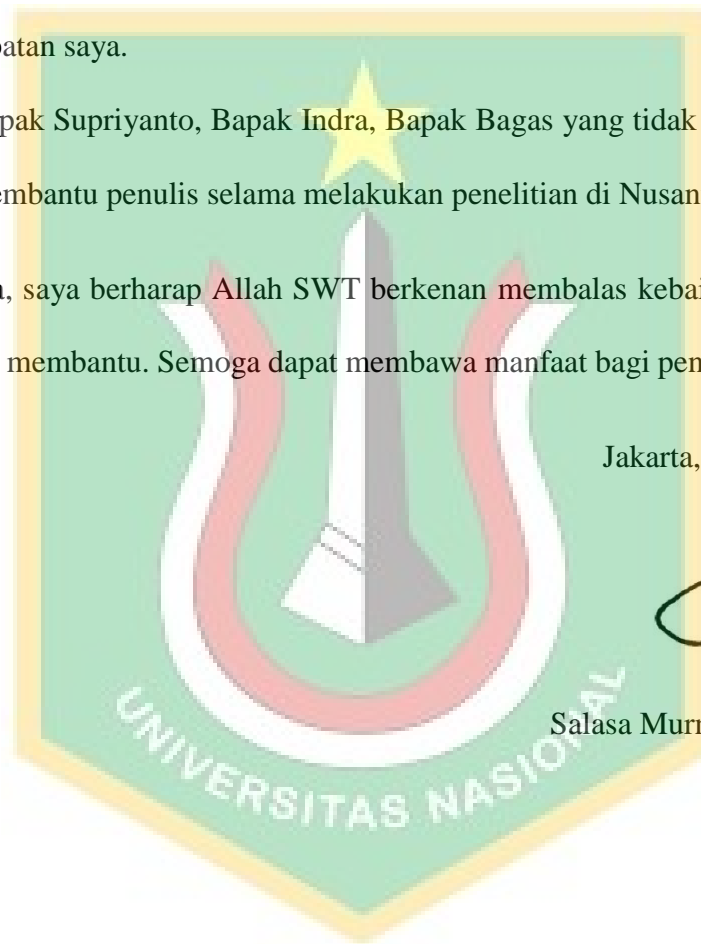 patan saya.
pak Supriyanto, Bapak Indra, Bapak Bagas yang tidak
embantu penulis selama melakukan penelitian di Nusan
, saya berharap Allah SWT berkenan membalas kebai
membantu. Semoga dapat membawa manfaat bagi pen
Jakarta,
Salasa Murn
UNIVERSITAS NASIONAL